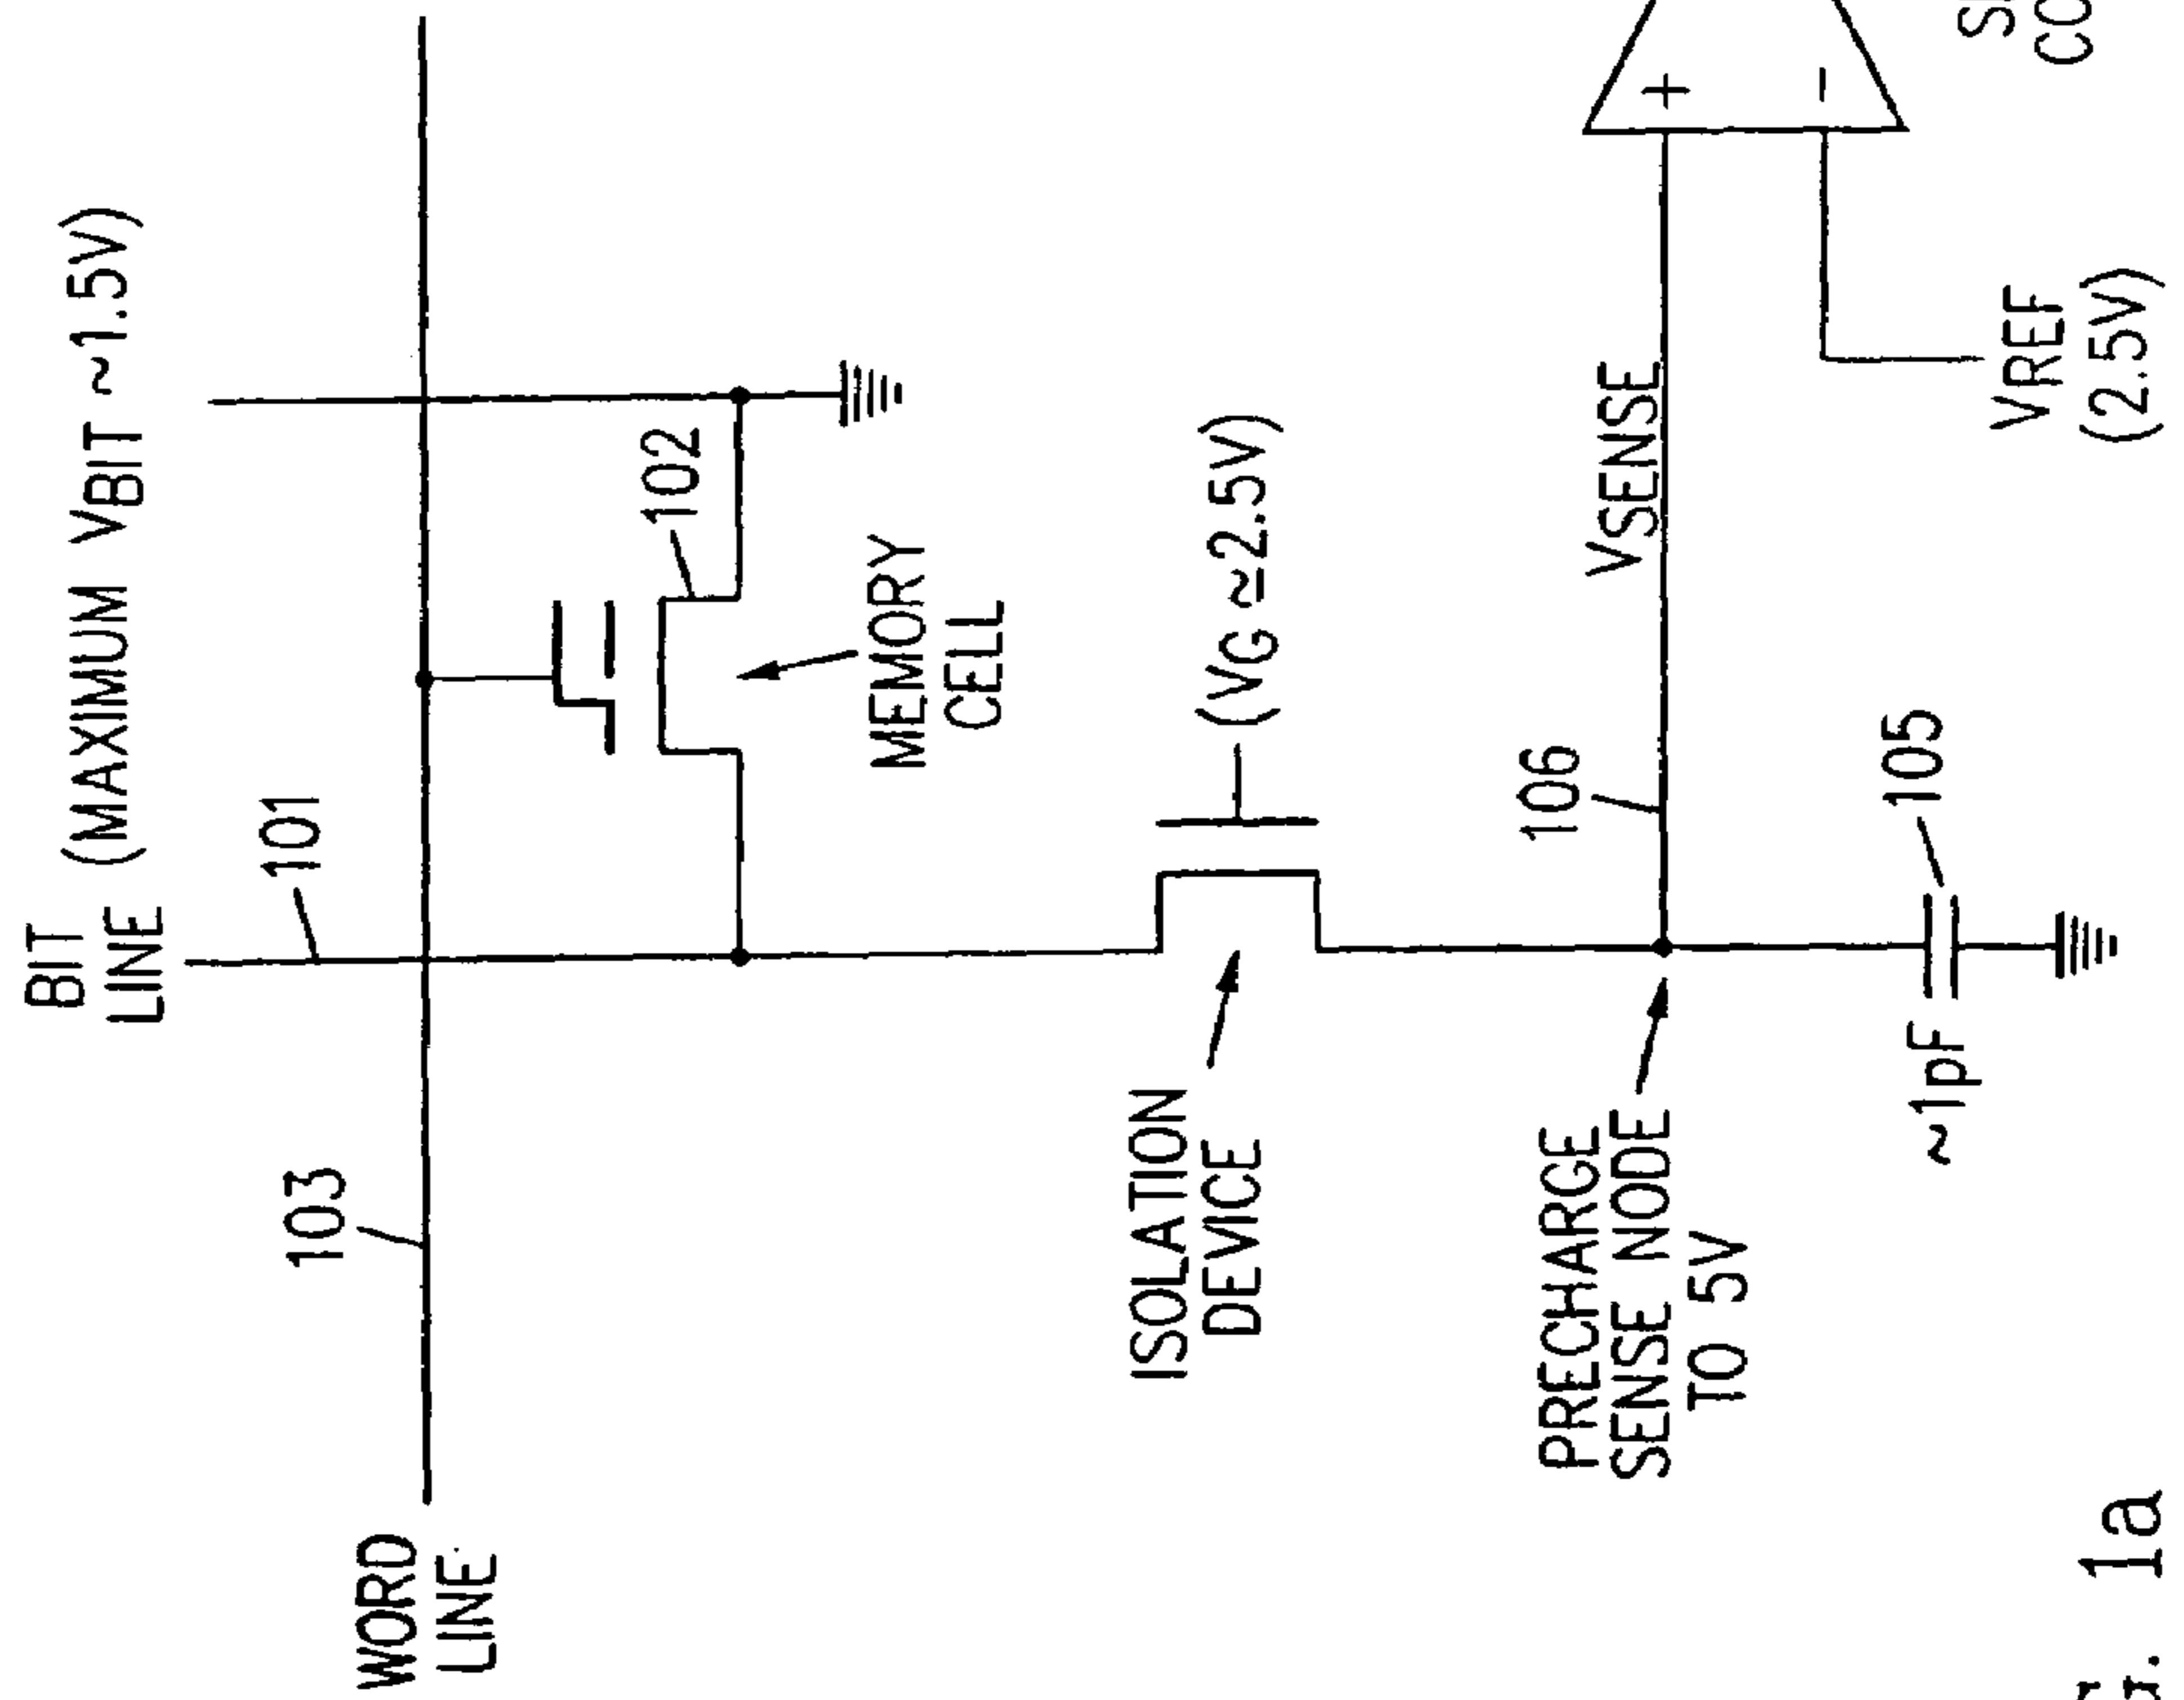 BIT
LINE
(MAXIMUM VBIT ~1.5V)
101
103
WORD
LINE
102
MEMORY
CELL
ISOLATION
DEVICE
(VG ≃2.5V)
PRECHARGE
SENSE NODE
TO 5V
106
VSENSE
+
−
~1pF
105
VREF
(2.5V)
1a